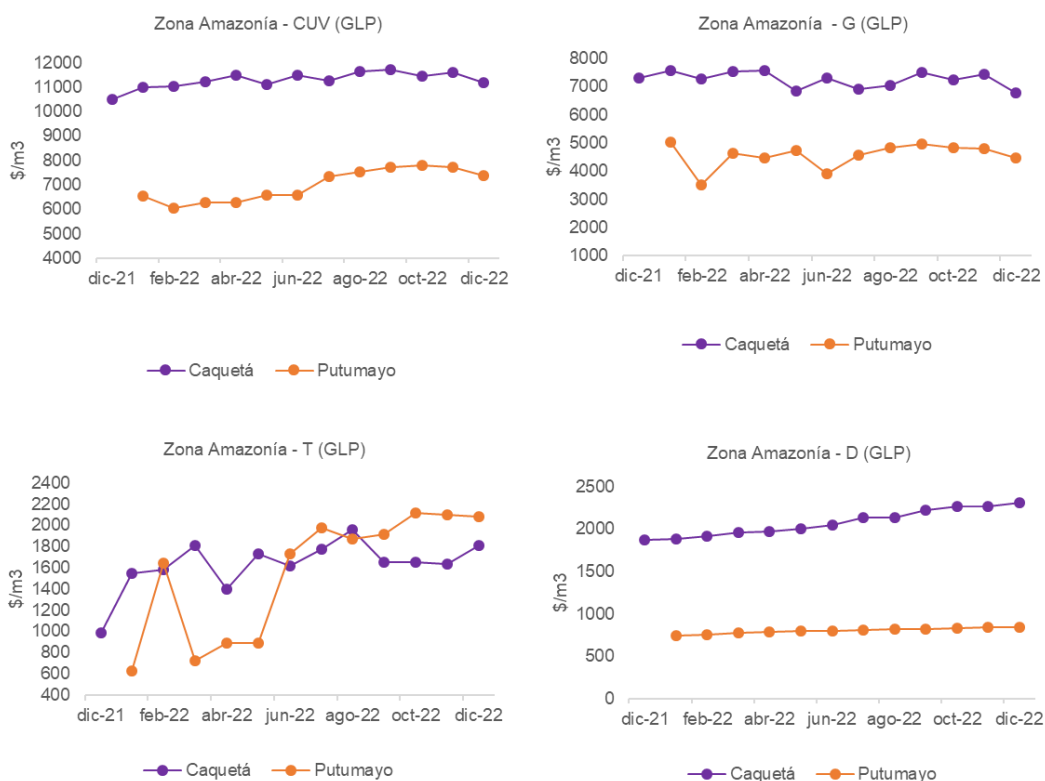 Zona Amazonía - CUV (GLP)
12000
11000
10000
9000
8000
7000
6000
5000
4000
$/m3
dic-21 feb-22 abr-22 jun-22 ago-22 oct-22 dic-22
Caquetá Putumayo
Zona Amazonía - G (GLP)
8000
7000
6000
5000
4000
3000
2000
1000
$/m3
dic-21 feb-22 abr-22 jun-22 ago-22 oct-22 dic-22
Caquetá Putumayo
Zona Amazonía - T (GLP)
2400
2200
2000
1800
1600
1400
1200
1000
800
600
400
$/m3
dic-21 feb-22 abr-22 jun-22 ago-22 oct-22 dic-22
Caquetá Putumayo
Zona Amazonía - D (GLP)
2500
2000
1500
1000
500
0
$/m3
dic-21 feb-22 abr-22 jun-22 ago-22 oct-22 dic-22
Caquetá Putumayo